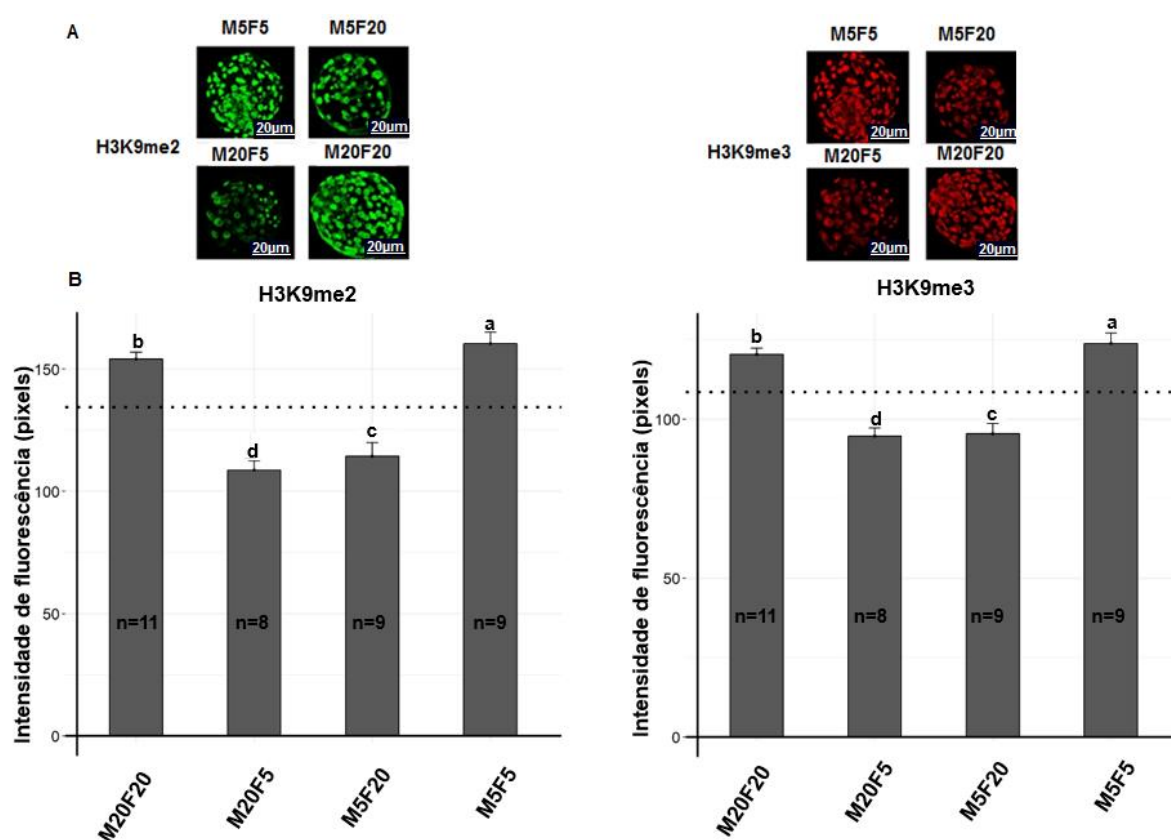 A
M5F5 M5F20
20µm 20µm
H3K9me2
M20F5 M20F20
20µm 20µm
M5F5 M5F20
20µm 20µm
H3K9me3
M20F5 M20F20
20µm 20µm
B
H3K9me2
Intensidade de fluorescência (pixels)
150
100
50
0
b
d
c
a
n=11 n=8 n=9 n=9
M20F20 M20F5 M5F20 M5F5
H3K9me3
Intensidade de fluorescência (pixels)
100
50
0
b
d
c
a
n=11 n=8 n=9 n=9
M20F20 M20F5 M5F20 M5F5